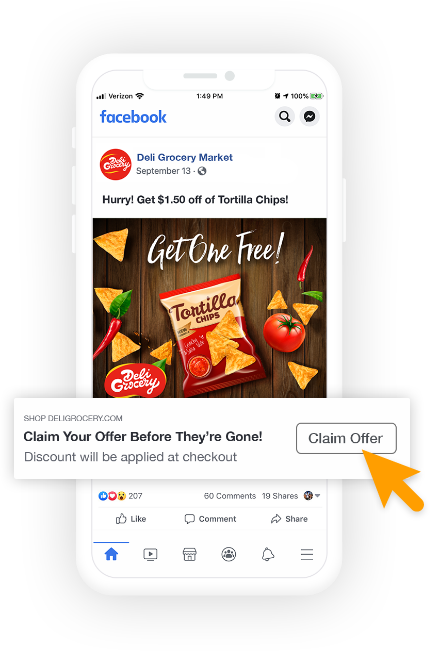 Verizon 1:49 PM 100%
facebook
Deli Grocery Market
September 13 ·
Hurry! Get $1.50 off of Tortilla Chips!
Get One Free!
Tortilla
CHIPS
Deli
Grocery
SHOP DELIGROCERY.COM
Claim Your Offer Before They're Gone!
Discount will be applied at checkout
Claim Offer
207 60 Comments 19 Shares
Like Comment Share